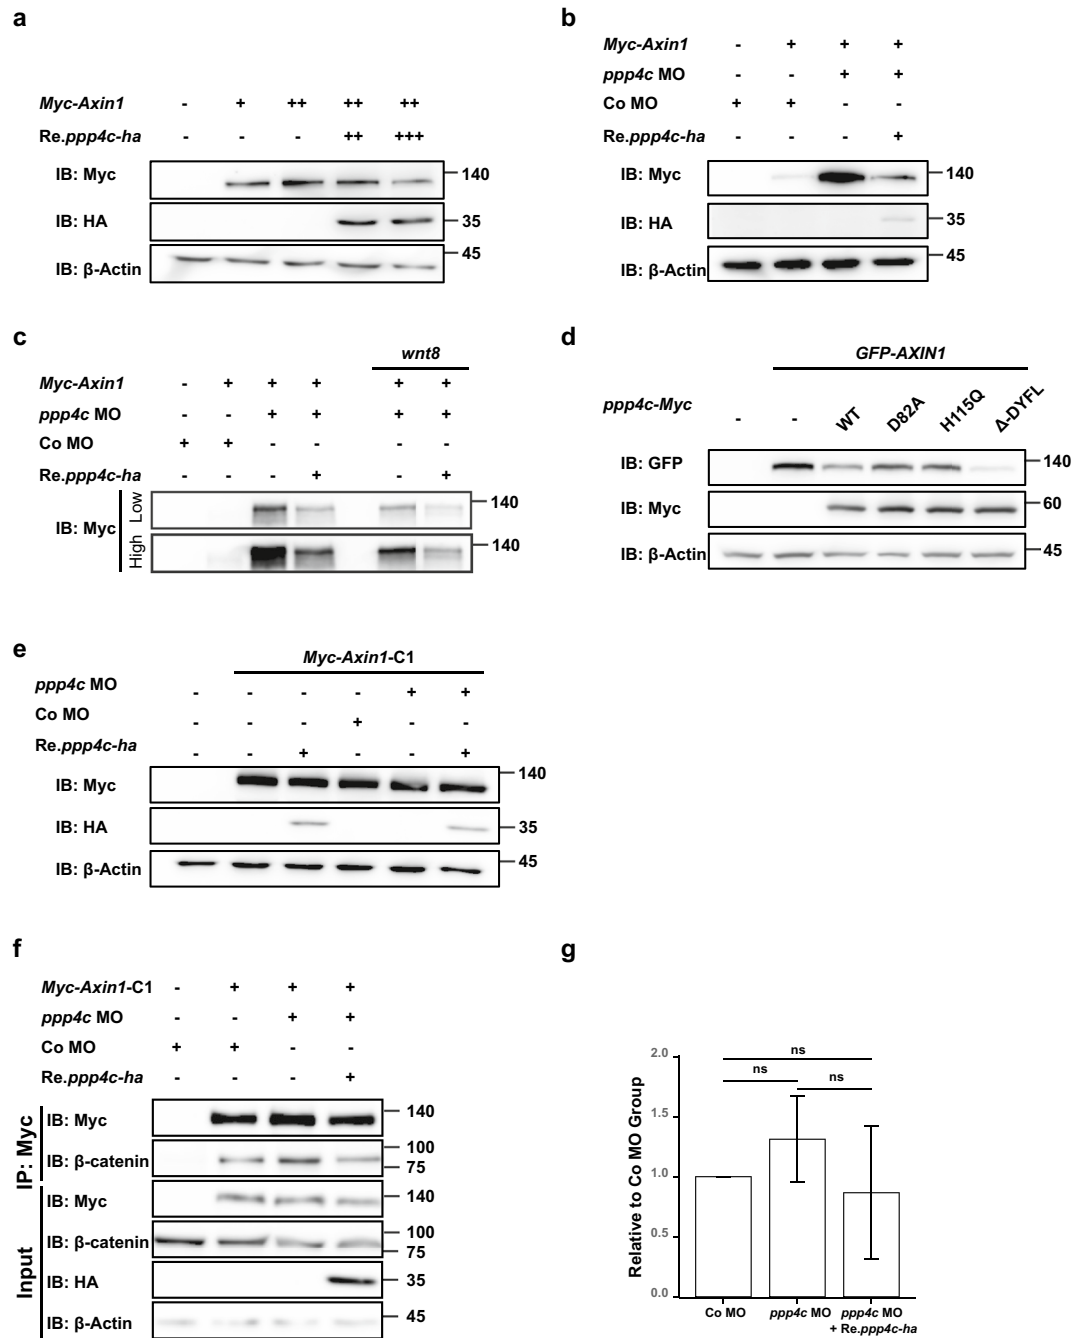 a
Myc-Axin1 - + ++ ++ ++
Re.ppp4c-ha - - - ++ +++
IB: Myc 140
IB: HA 35
IB: β-Actin 45
b
Myc-Axin1 - + + +
ppp4c MO - - + +
Co MO + + - -
Re.ppp4c-ha - - - +
IB: Myc 140
IB: HA 35
IB: β-Actin 45
c
wnt8
Myc-Axin1 - + + + + +
ppp4c MO - - + + + +
Co MO + + - - - -
Re.ppp4c-ha - - - + - +
IB: Myc
Low 140
High 140
d
GFP-AXIN1
ppp4c-Myc - - WT D82A H115Q Δ-DYFL
IB: GFP 140
IB: Myc 60
IB: β-Actin 45
e
Myc-Axin1-C1
ppp4c MO - - - - + +
Co MO - - - + - -
Re.ppp4c-ha - - + - - +
IB: Myc 140
IB: HA 35
IB: β-Actin 45
f
Myc-Axin1-C1 - + + +
ppp4c MO - - + +
Co MO + + - -
Re.ppp4c-ha - - - +
IP: Myc
IB: Myc 140
IB: β-catenin 100
75
Input
IB: Myc 140
IB: β-catenin 100
75
IB: HA 35
IB: β-Actin 45
g
Relative to Co MO Group
2.0
1.5
1.0
0.5
0.0
ns
ns
ns
Co MO
ppp4c MO
ppp4c MO
+ Re.ppp4c-ha